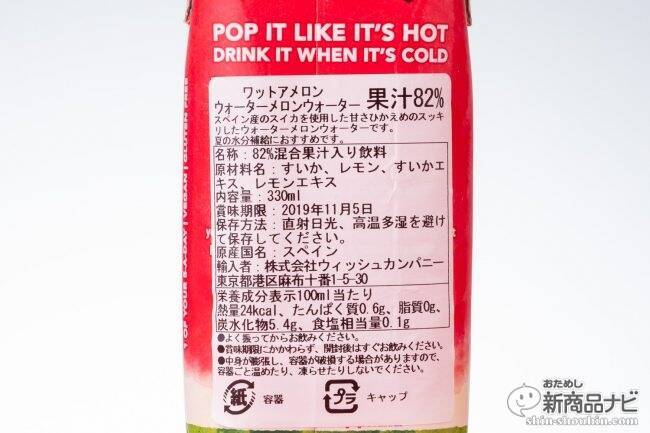 POP IT LIKE IT'S HOT
DRINK IT WHEN IT'S COLD
ワットアメロン
ウォーターメロンウォーター 果汁82%
スペイン産のスイカを使用した甘さひかえめのスッキ
リしたウォーターメロンウォーターです。
夏の水分補給におすすめです。
名称：82%混合果汁入り飲料
原材料名：すいか、レモン、すいかエ
キス、レモンエキス
内容量：330ml
賞味期限：2019年11月5日
保存方法：直射日光、高温多湿を避け
て保存してください。
原産国名：スペイン
輸入者：株式会社ウィッシュカンパニー
東京都港区麻布十番1-5-30
栄養成分表示100ml当たり
熱量24kcal、たんぱく質0.6g、脂質0g、
炭水化物5.4g、食塩相当量0.1g
●よく振ってからお飲みください。
●賞味期限にかかわらず、開封後はすぐお飲みください。
●中身が膨張し、容器が破損する場合がありますので、
容器ごと温めたり、凍らせたりしないでください。
紙 容器 プラ キャップ
1 OF YOUR 5-A-DAY | VEGAN | GLUTEN FREE
おためし
新商品ナビ
shin-shouhin.com